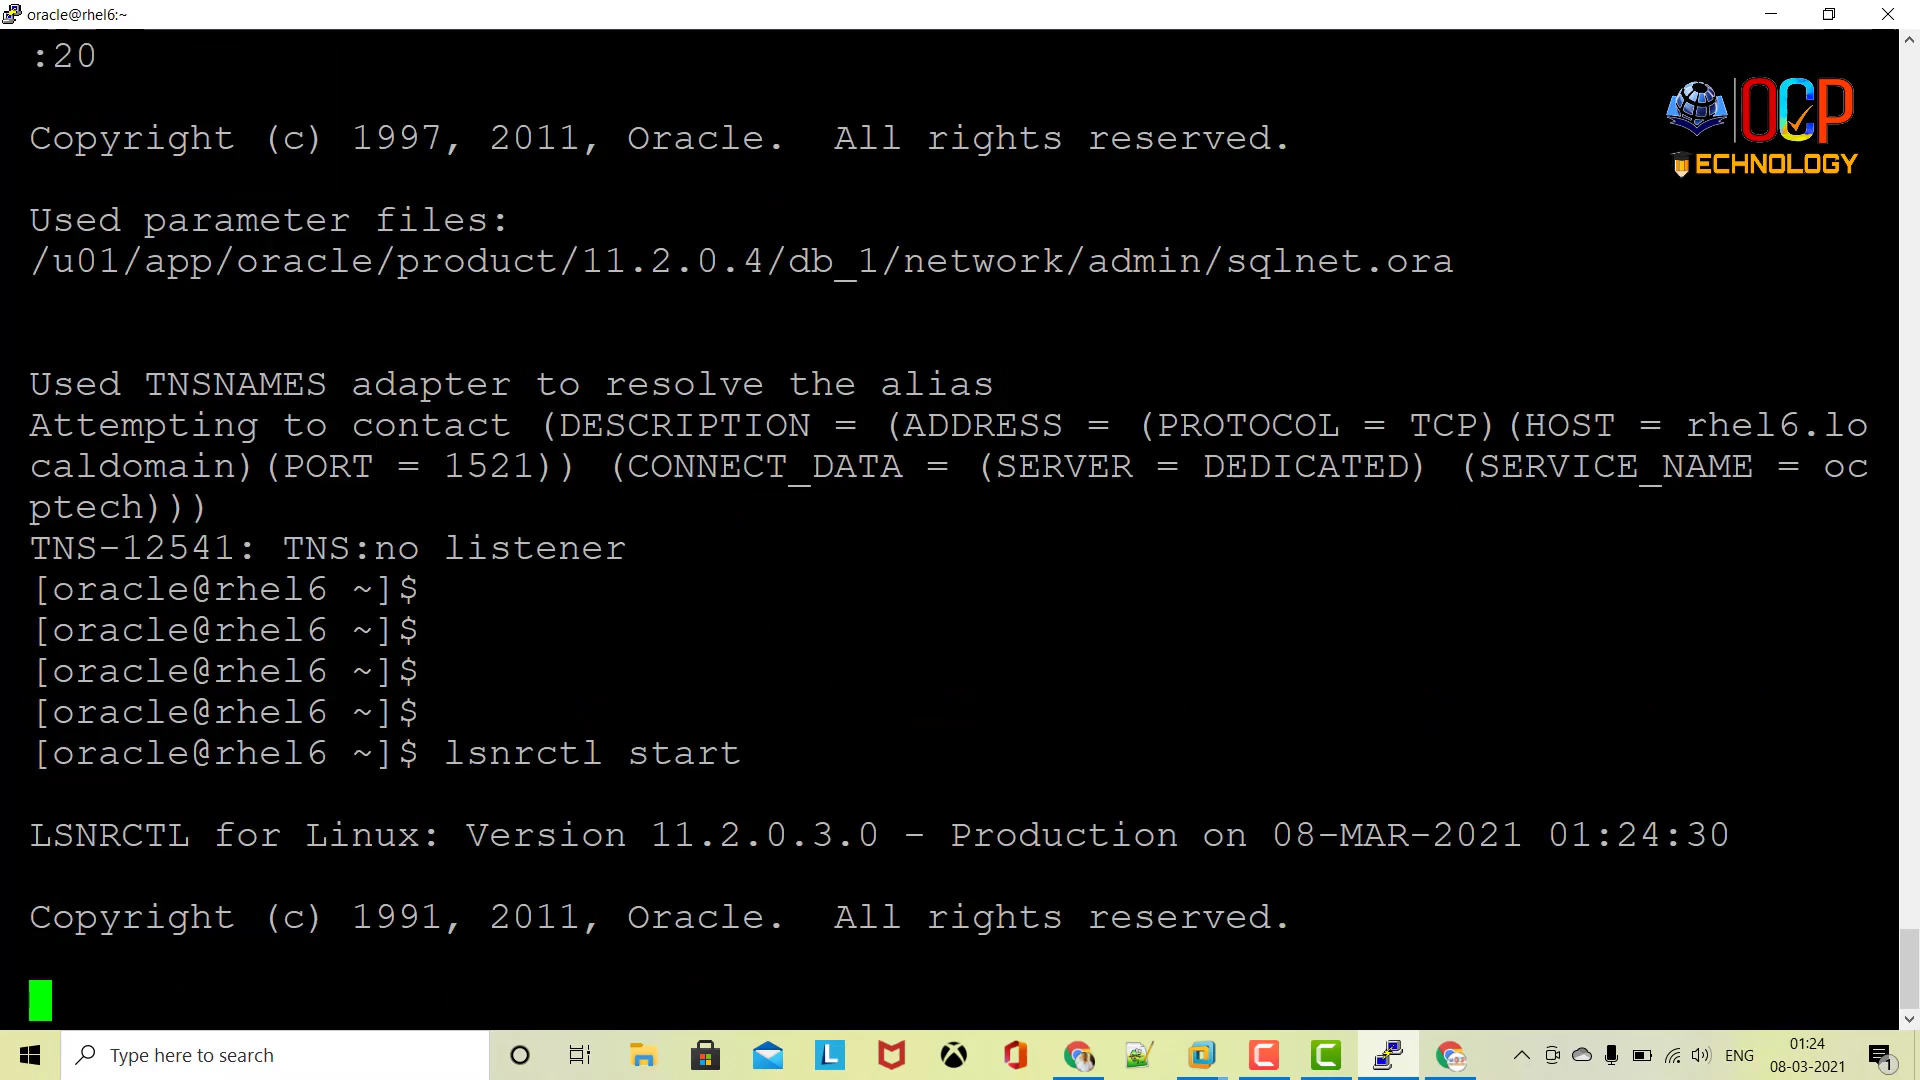 oracle@rhel6:~
:20
OCP
ECHNOLOGY
Copyright (c) 1997, 2011, Oracle.  All rights reserved.
Used parameter files:
/u01/app/oracle/product/11.2.0.4/db_1/network/admin/sqlnet.ora
Used TNSNAMES adapter to resolve the alias
Attempting to contact (DESCRIPTION = (ADDRESS = (PROTOCOL = TCP)(HOST = rhel6.lo
caldomain)(PORT = 1521)) (CONNECT_DATA = (SERVER = DEDICATED) (SERVICE_NAME = oc
ptech)))
TNS-12541: TNS:no listener
[oracle@rhel6 ~]$
[oracle@rhel6 ~]$
[oracle@rhel6 ~]$
[oracle@rhel6 ~]$
[oracle@rhel6 ~]$ lsnrctl start
LSNRCTL for Linux: Version 11.2.0.3.0 - Production on 08-MAR-2021 01:24:30
Copyright (c) 1991, 2011, Oracle.  All rights reserved.
Type here to search
ENG
01:24
08-03-2021
1